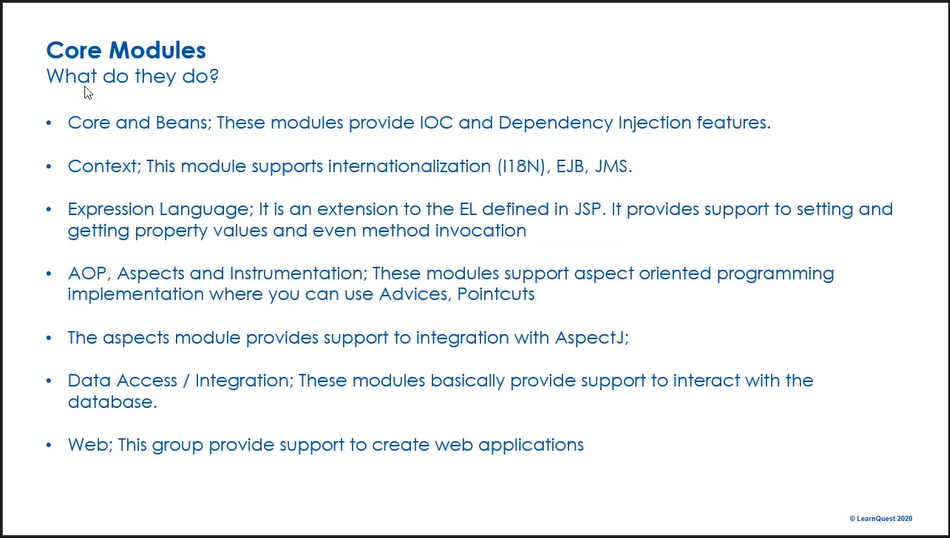 Core Modules
What do they do?
• Core and Beans; These modules provide IOC and Dependency Injection features.
• Context; This module supports internationalization (I18N), EJB, JMS.
• Expression Language; It is an extension to the EL defined in JSP. It provides support to setting and
getting property values and even method invocation
• AOP, Aspects and Instrumentation; These modules support aspect oriented programming
implementation where you can use Advices, Pointcuts
• The aspects module provides support to integration with AspectJ;
• Data Access / Integration; These modules basically provide support to interact with the
database.
• Web; This group provide support to create web applications
© LearnQuest 2020